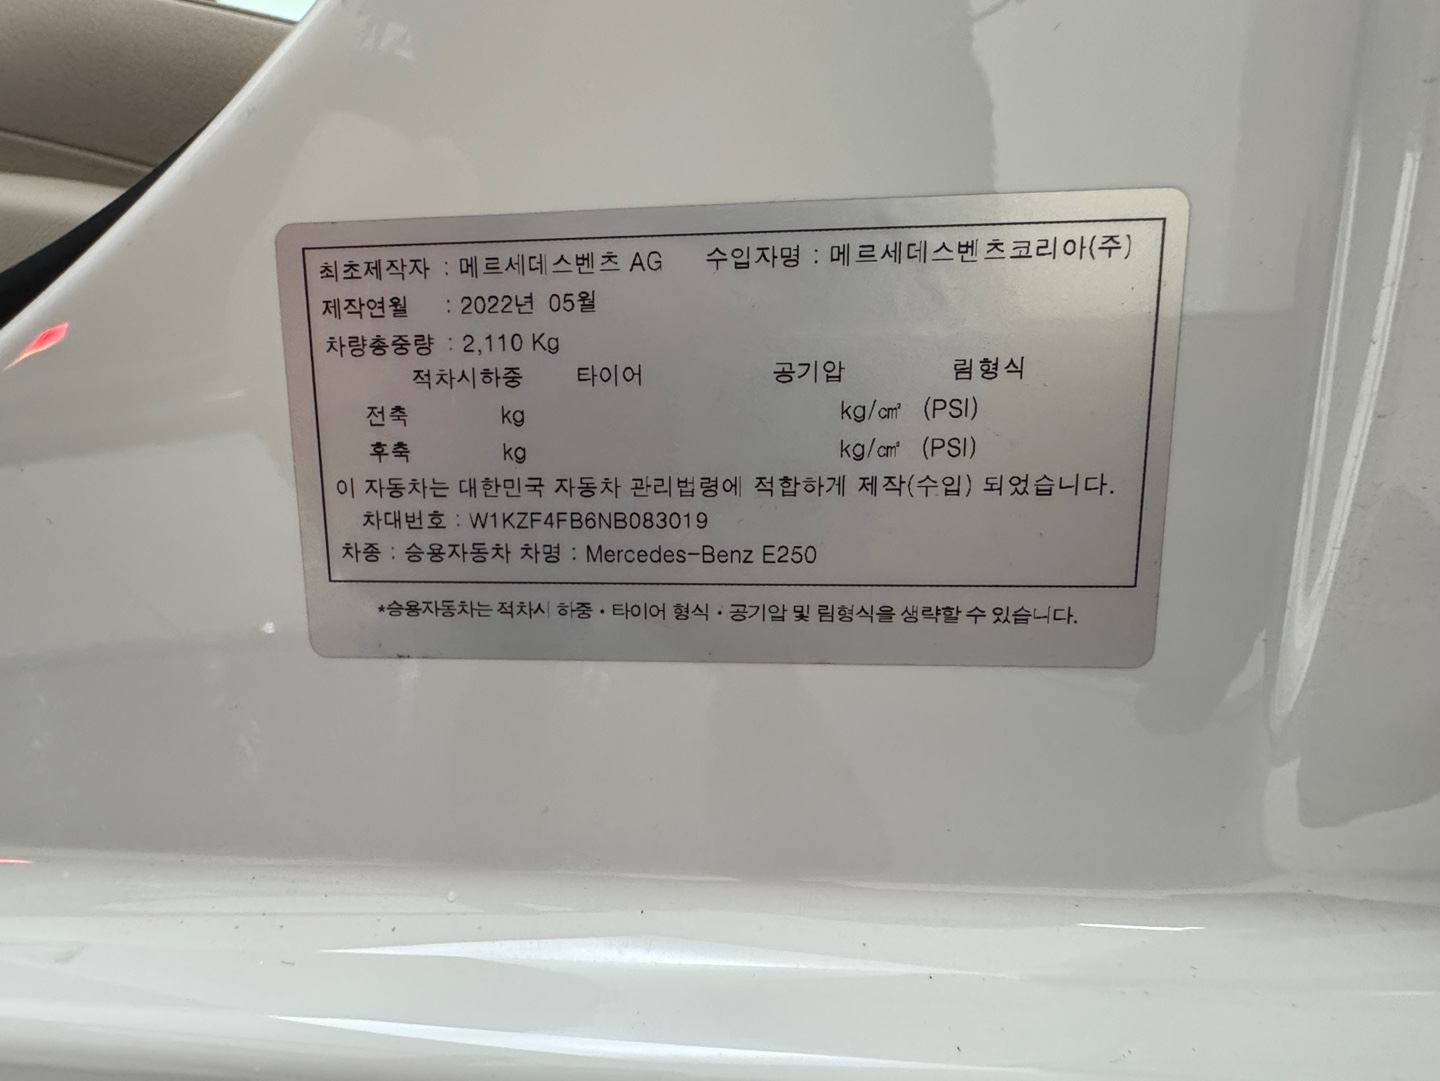 최초제작자 : 메르세데스벤츠 AG 수입자명 : 메르세데스벤츠코리아(주)
제작연월 : 2022년 05월
차량총중량 : 2,110 Kg
적차시하중 타이어 공기압 림형식
전축 kg kg/㎠ (PSI)
후축 kg kg/㎠ (PSI)
이 자동차는 대한민국 자동차 관리법령에 적합하게 제작(수입) 되었습니다.
차대번호 : W1KZF4FB6NB083019
차종 : 승용자동차 차명 : Mercedes-Benz E250
*승용자동차는 적차시 하중・타이어 형식・공기압 및 림형식을 생략할 수 있습니다.